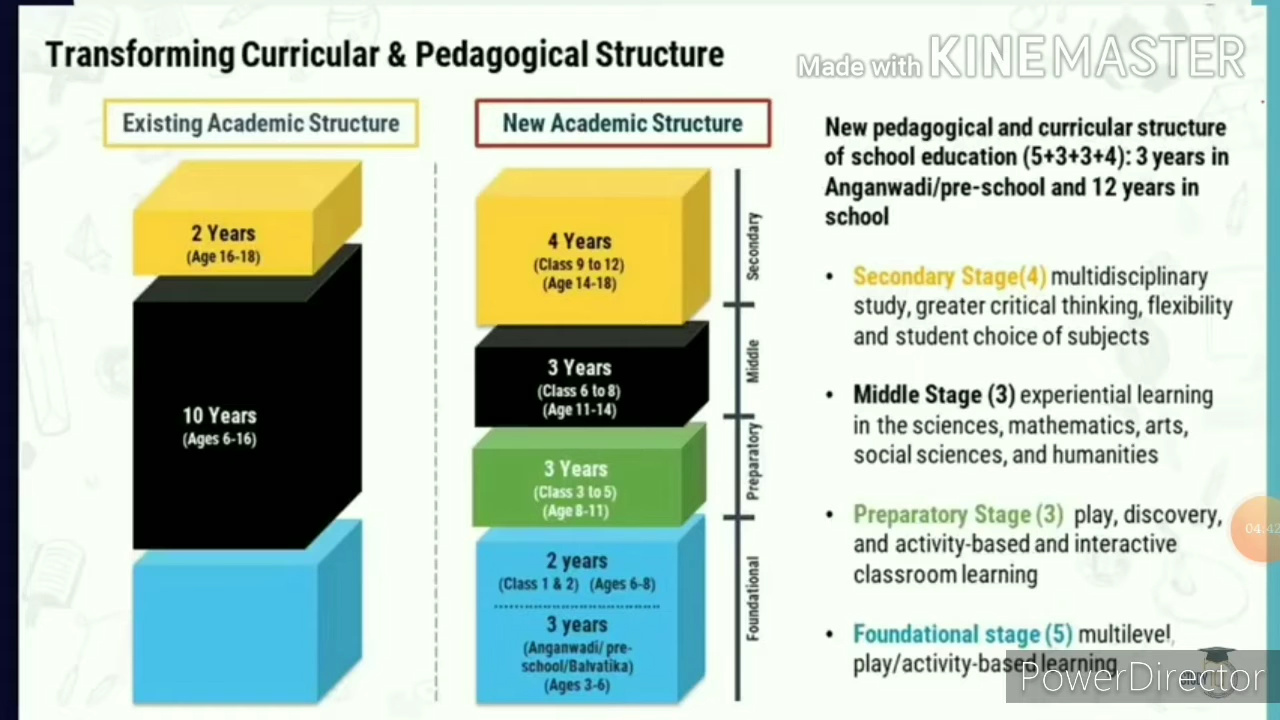 Transforming Curricular & Pedagogical Structure
Made with KINEMASTER
Existing Academic Structure
2 Years
(Age 16-18)
10 Years
(Ages 6-16)
New Academic Structure
4 Years
(Class 9 to 12)
(Age 14-18)
3 Years
(Class 6 to 8)
(Age 11-14)
3 Years
(Class 3 to 5)
(Age 8-11)
2 years
(Class 1 & 2) (Ages 6-8)
3 years
(Anganwadi/ pre-
school/Balvatika)
(Ages 3-6)
Secondary
Middle
Preparatory
Foundational
New pedagogical and curricular structure
of school education (5+3+3+4): 3 years in
Anganwadi/pre-school and 12 years in
school
• Secondary Stage(4) multidisciplinary
study, greater critical thinking, flexibility
and student choice of subjects
• Middle Stage (3) experiential learning
in the sciences, mathematics, arts,
social sciences, and humanities
• Preparatory Stage (3) play, discovery,
and activity-based and interactive
classroom learning
• Foundational stage (5) multilevel,
play/activity-based learning
04:42
PowerDirector